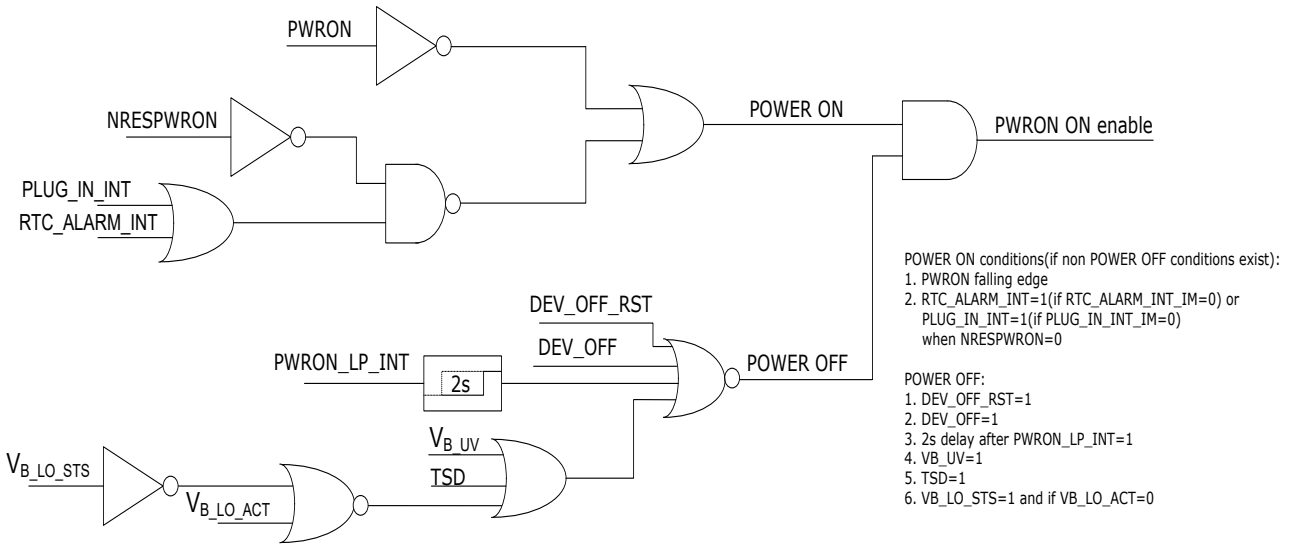 PWRON
NRESPWRON
PLUG_IN_INT
RTC_ALARM_INT
POWER ON
PWRON ON enable
DEV_OFF_RST
DEV_OFF
PWRON_LP_INT
2s
POWER OFF
VB_UV
TSD
VB_LO_STS
VB_LO_ACT
POWER ON conditions(if non POWER OFF conditions exist):
1. PWRON falling edge
2. RTC_ALARM_INT=1(if RTC_ALARM_INT_IM=0) or
PLUG_IN_INT=1(if PLUG_IN_INT_IM=0)
when NRESPWRON=0
POWER OFF:
1. DEV_OFF_RST=1
2. DEV_OFF=1
3. 2s delay after PWRON_LP_INT=1
4. VB_UV=1
5. TSD=1
6. VB_LO_STS=1 and if VB_LO_ACT=0